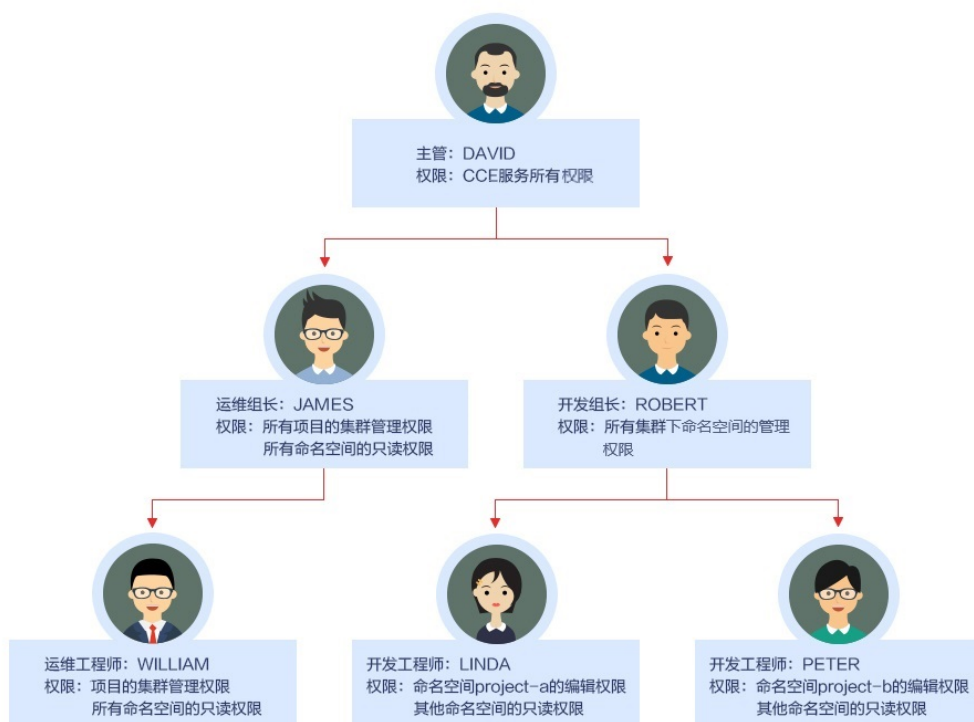 主管：DAVID
权限：CCE服务所有权限
运维组长：JAMES
权限：所有项目的集群管理权限
所有命名空间的只读权限
开发组长：ROBERT
权限：所有集群下命名空间的管理
权限
运维工程师：WILLIAM
权限：项目的集群管理权限
所有命名空间的只读权限
开发工程师：LINDA
权限：命名空间project-a的编辑权限
其他命名空间的只读权限
开发工程师：PETER
权限：命名空间project-b的编辑权限
其他命名空间的只读权限